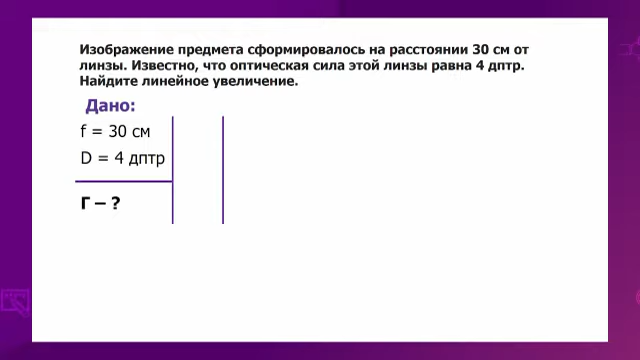 Изображение предмета сформировалось на расстоянии 30 см от
линзы. Известно, что оптическая сила этой линзы равна 4 дптр.
Найдите линейное увеличение.
Дано:
f = 30 см
D = 4 дптр
Г – ?